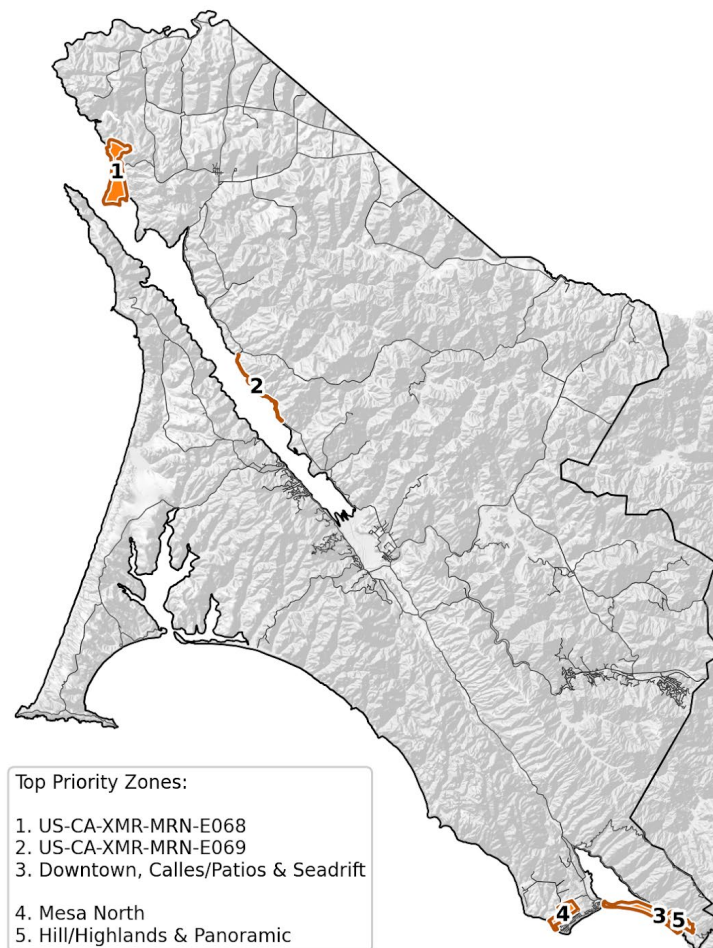 1
2
3
5
4
Top Priority Zones:
1. US-CA-XMR-MRN-E068
2. US-CA-XMR-MRN-E069
3. Downtown, Calles/Patios & Seadrift
4. Mesa North
5. Hill/Highlands & Panoramic